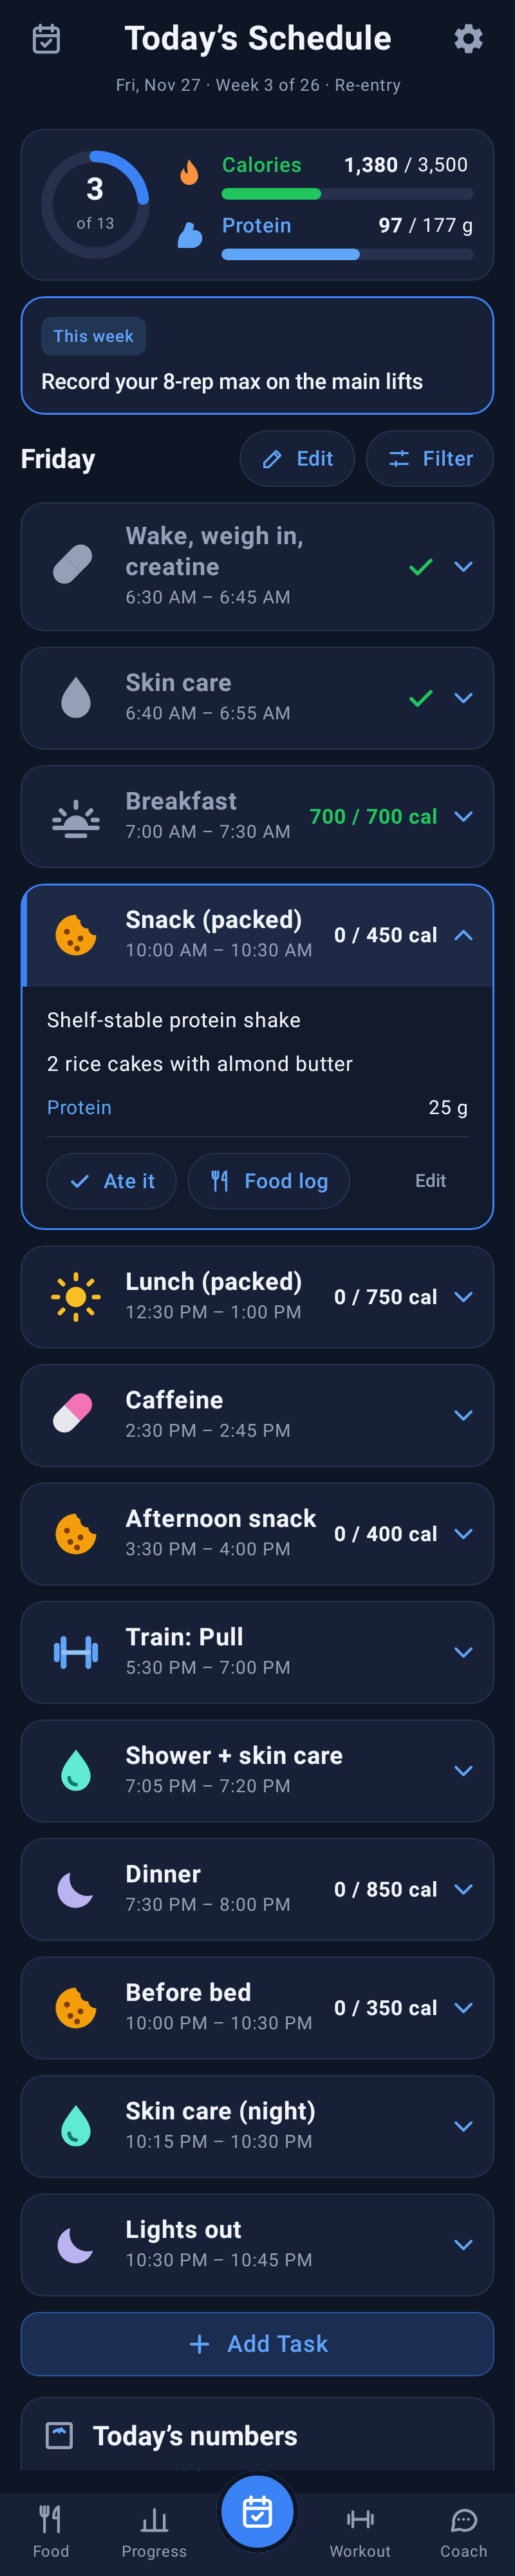 Today's Schedule
Fri, Nov 27 · Week 3 of 26 · Re-entry
3
of 13
Calories 1,380 / 3,500
Protein 97 / 177 g
This week
Record your 8-rep max on the main lifts
Friday
Edit
Filter
Wake, weigh in,
creatine
6:30 AM – 6:45 AM
Skin care
6:40 AM – 6:55 AM
Breakfast
7:00 AM – 7:30 AM
700 / 700 cal
Snack (packed)
10:00 AM – 10:30 AM
0 / 450 cal
Shelf-stable protein shake
2 rice cakes with almond butter
Protein 25 g
Ate it
Food log
Edit
Lunch (packed)
12:30 PM – 1:00 PM
0 / 750 cal
Caffeine
2:30 PM – 2:45 PM
Afternoon snack
3:30 PM – 4:00 PM
0 / 400 cal
Train: Pull
5:30 PM – 7:00 PM
Shower + skin care
7:05 PM – 7:20 PM
Dinner
7:30 PM – 8:00 PM
0 / 850 cal
Before bed
10:00 PM – 10:30 PM
0 / 350 cal
Skin care (night)
10:15 PM – 10:30 PM
Lights out
10:30 PM – 10:45 PM
Add Task
Today's numbers
Food
Progress
Workout
Coach